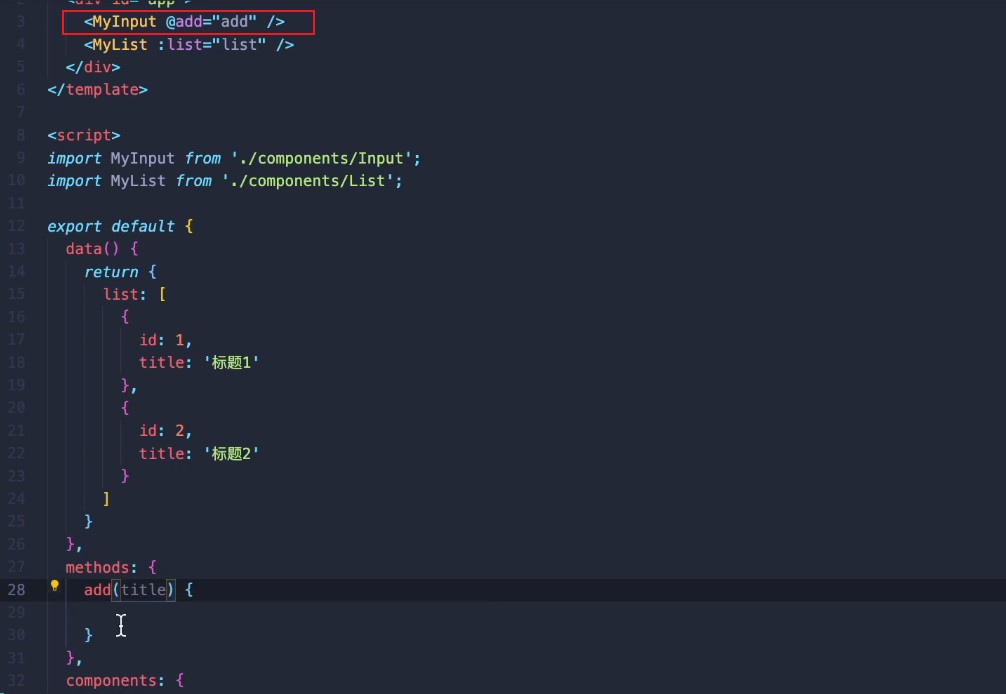 2 <div id="app">
3 <MyInput @add="add" />
4 <MyList :list="list" />
5 </div>
6 </template>
7
8 <script>
9 import MyInput from './components/Input';
10 import MyList from './components/List';
11
12 export default {
13 data() {
14 return {
15 list: [
16 {
17 id: 1,
18 title: '标题1'
19 },
20 {
21 id: 2,
22 title: '标题2'
23 }
24 ]
25 }
26 },
27 methods: {
28 add(title) {
29
30 }
31 },
32 components: {